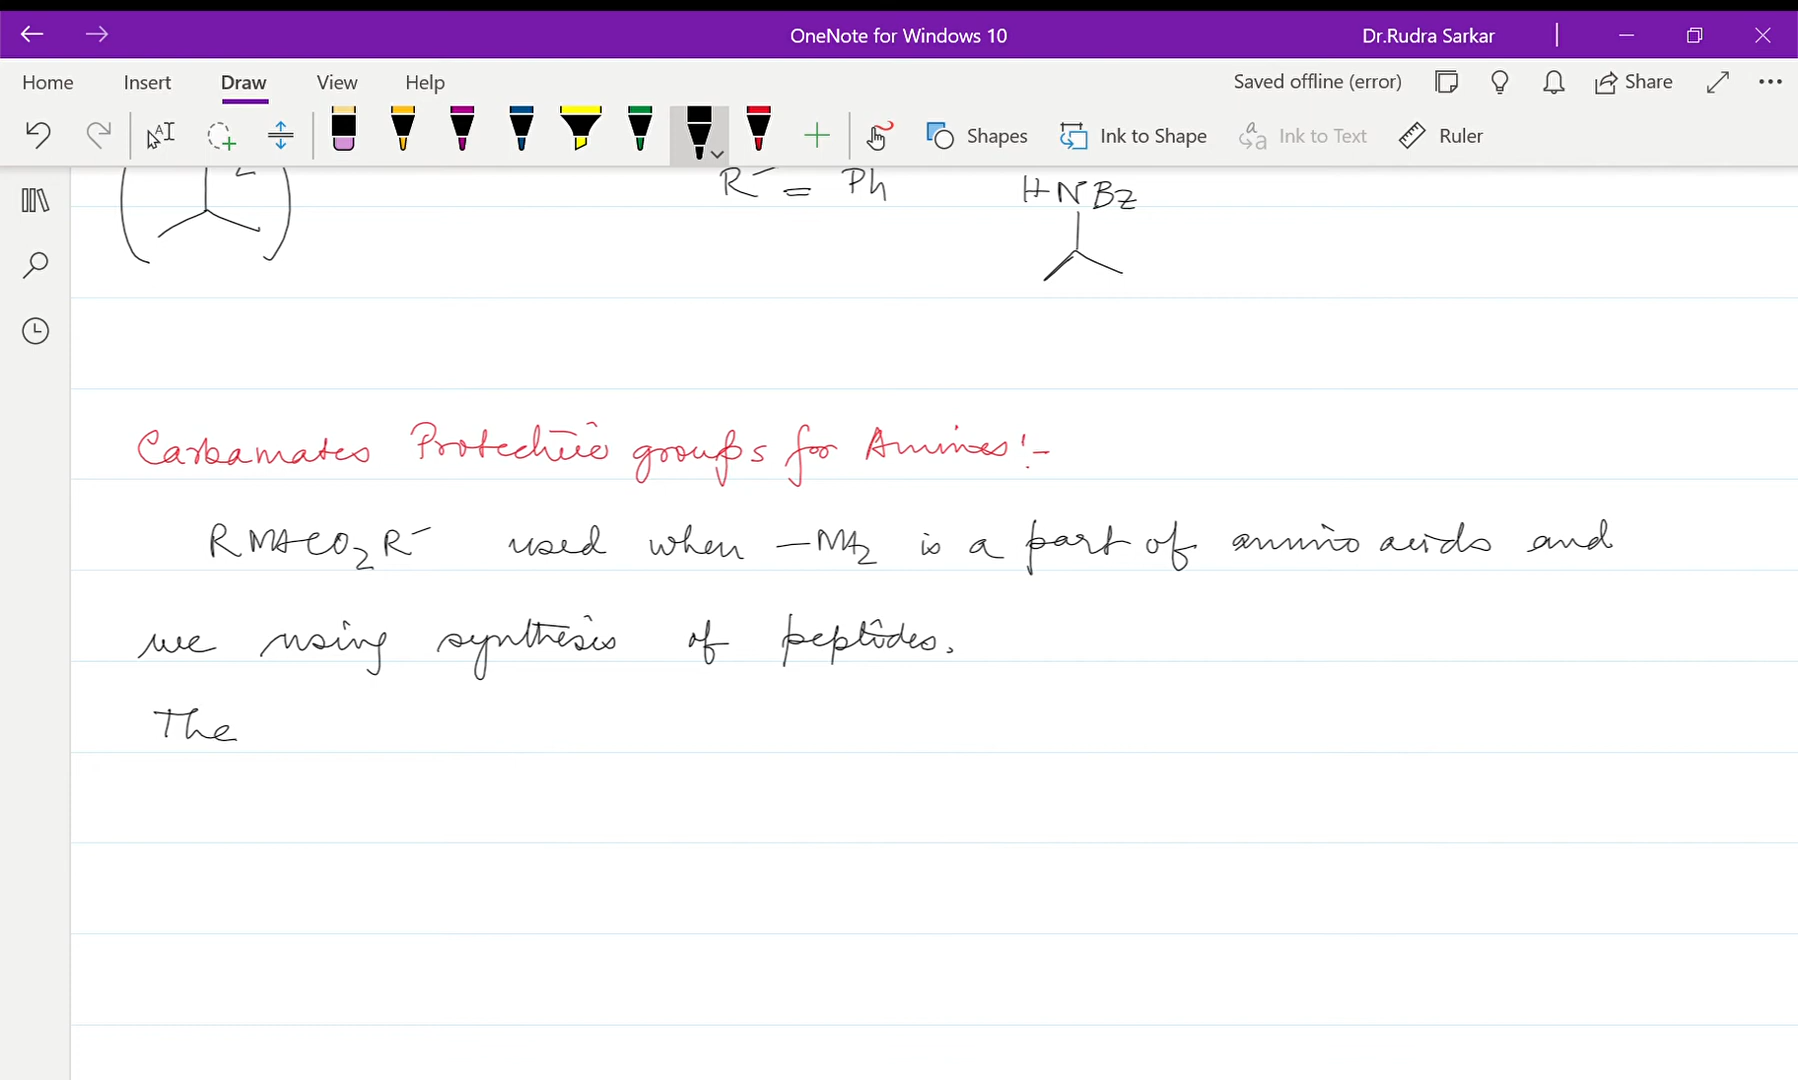 OneNote for Windows 10
Dr.Rudra Sarkar
Home Insert Draw View Help
Saved offline (error)
Share
Shapes
Ink to Shape
Ink to Text
Ruler
2
R⁻ = Ph
HNBz
Carbamates Protective groups for Amines:-
RNHCO₂R⁻ used when -NH₂ is a part of amino acids and
we using synthesis of peptides.
The